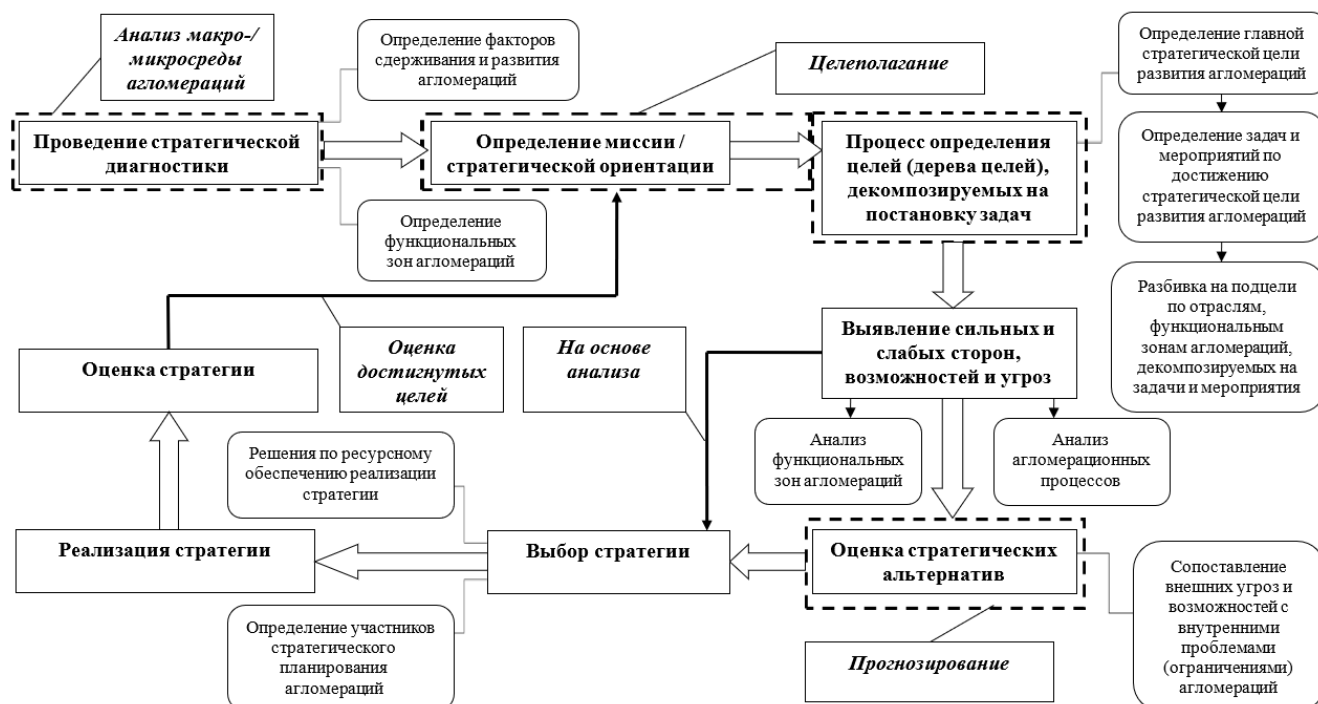 Анализ макро-/
микросреды
агломераций
Определение факторов
сдерживания и развития
агломераций
Целеполагание
Определение главной
стратегической цели
развития агломераций
Проведение стратегической
диагностики
Определение миссии /
стратегической ориентации
Процесс определения
целей (дерева целей),
декомпозируемых на
постановку задач
Определение задач и
мероприятий по
достижению
стратегической цели
развития агломераций
Определение
функциональных
зон агломераций
Разбивка на подцели
по отраслям,
функциональным
зонам агломераций,
декомпозируемых на
задачи и мероприятия
Оценка стратегии
Оценка
достигнутых
целей
На основе
анализа
Выявление сильных и
слабых сторон,
возможностей и угроз
Решения по ресурсному
обеспечению реализации
стратегии
Анализ
функциональных
зон агломераций
Анализ
агломерационных
процессов
Реализация стратегии
Выбор стратегии
Оценка стратегических
альтернатив
Сопоставление
внешних угроз и
возможностей с
внутренними
проблемами
(ограничениями)
агломераций
Определение участников
стратегического
планирования
агломераций
Прогнозирование